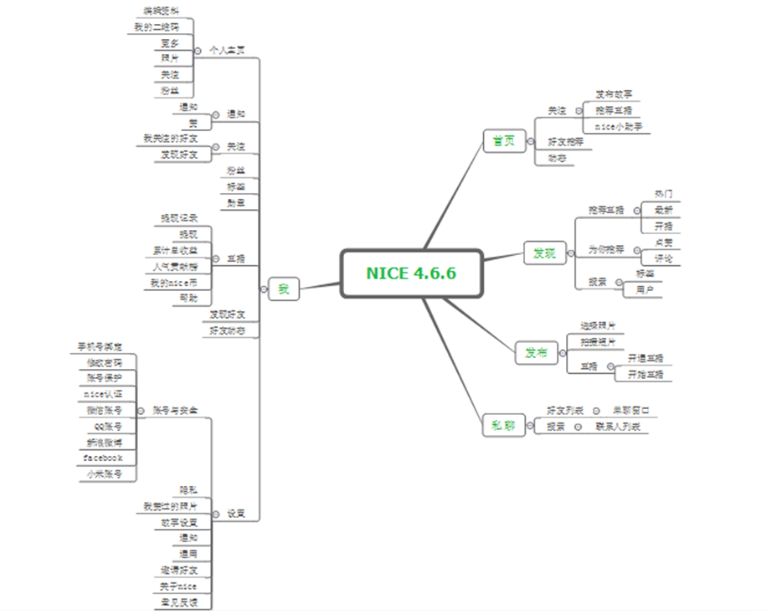 NICE 4.6.6
首页
关注
发布故事
推荐直播
nice小助手
好友推荐
动态
发现
推荐直播
热门
最新
开播
为你推荐
点赞
评论
搜索
标签
用户
发布
选择照片
拍摄照片
直播
开通直播
开始直播
私聊
好友列表
单聊窗口
搜索
联系人列表
我
个人主页
编辑资料
我的二维码
更多
照片
关注
粉丝
通知
通知
赞
关注
我关注的好友
发现好友
粉丝
标签
勋章
直播
提现记录
提现
累计总收益
人气贡献榜
我的nice币
帮助
发现好友
好友动态
设置
账号与安全
手机号绑定
修改密码
账号保护
nice认证
微信账号
QQ账号
新浪微博
facebook
小米账号
隐私
我赞过的照片
故事设置
通知
通用
邀请好友
关于nice
意见反馈